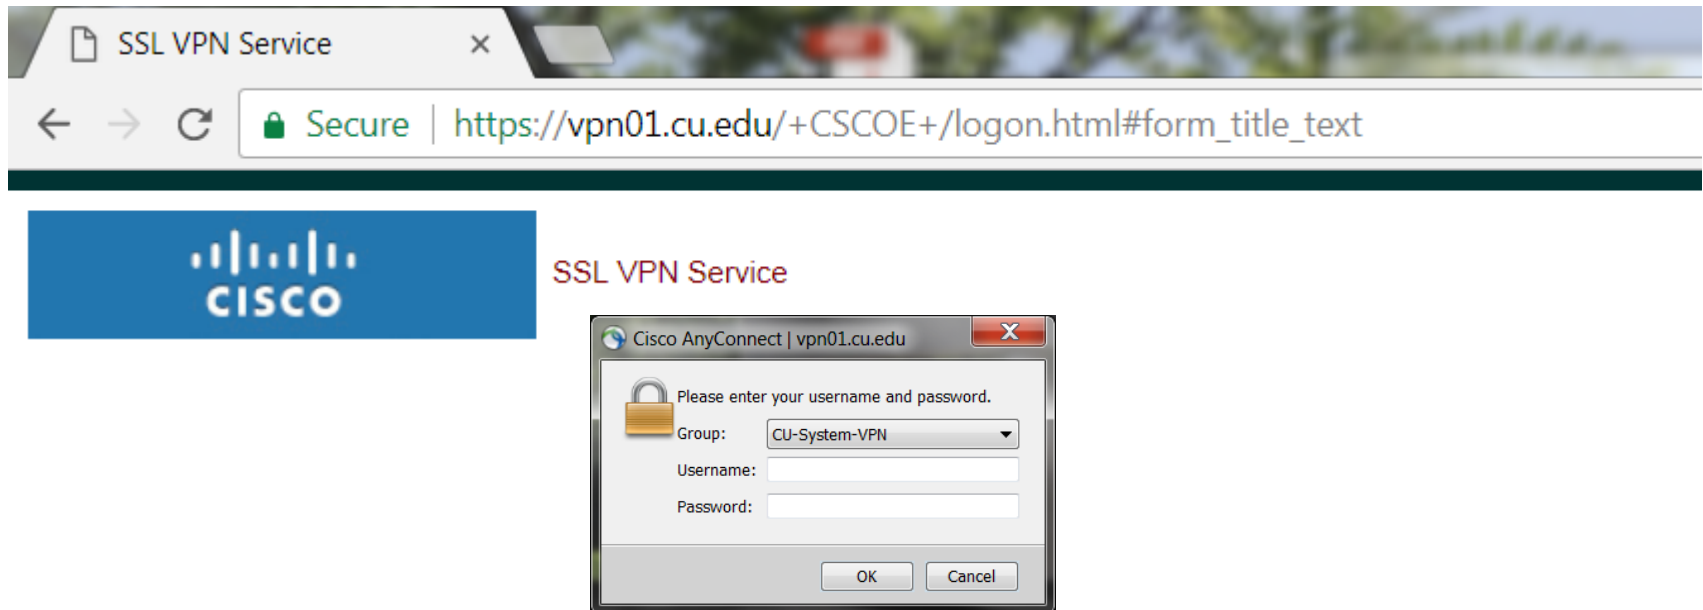 SSL VPN Service
Secure | https://vpn01.cu.edu/+CSCOE+/logon.html#form_title_text
CISCO
SSL VPN Service
Cisco AnyConnect | vpn01.cu.edu
Please enter your username and password.
Group: CU-System-VPN
Username:
Password:
OK Cancel